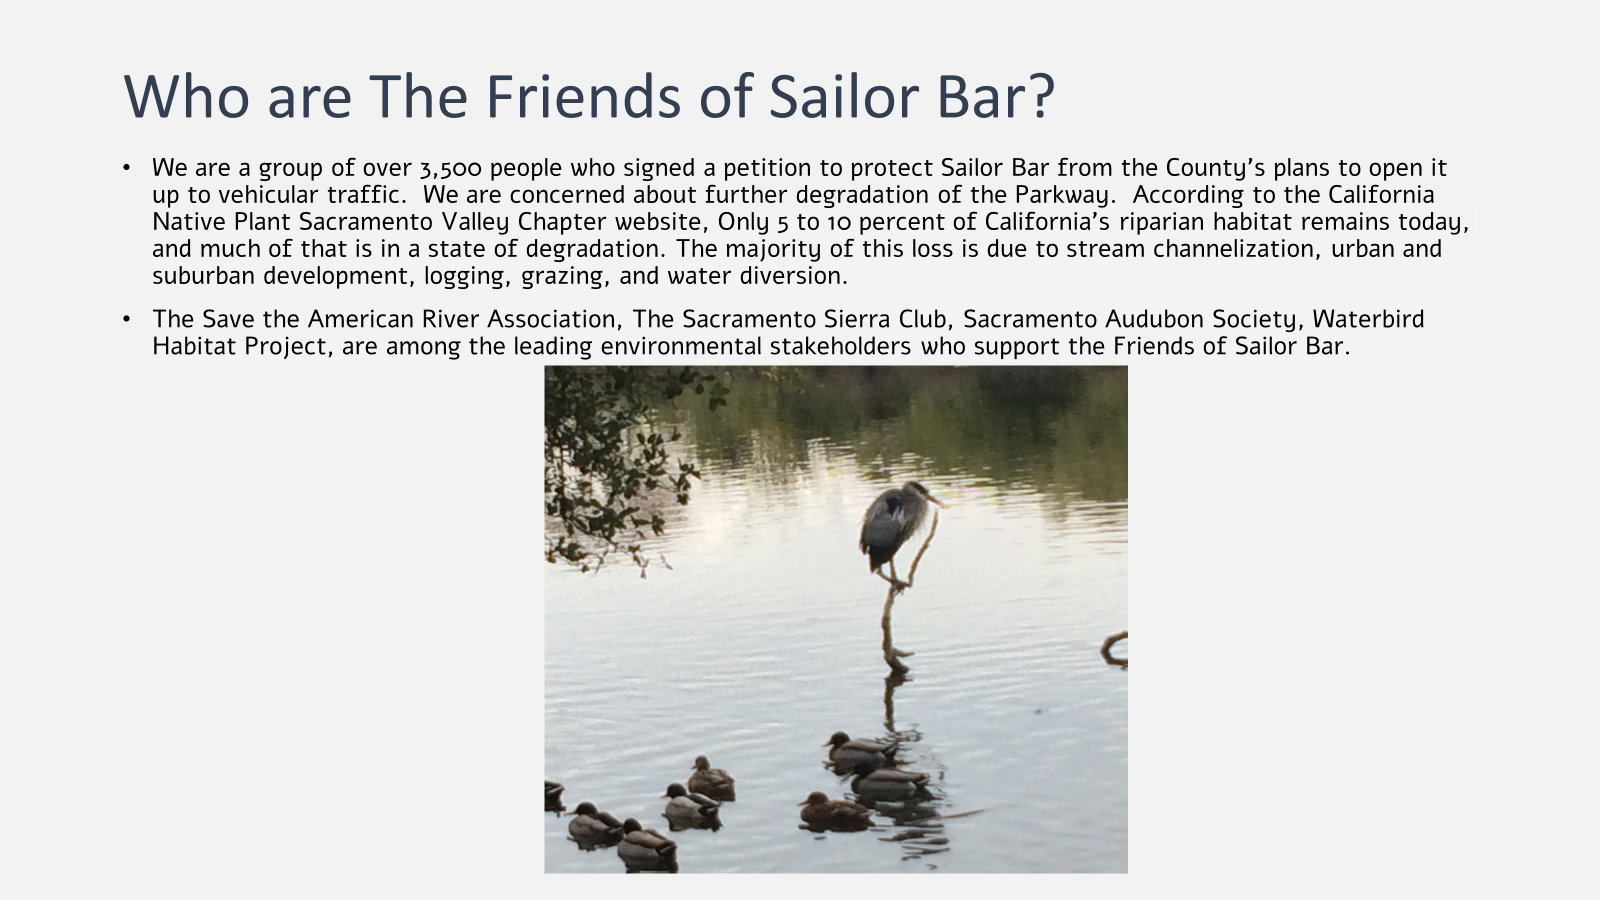 Who are The Friends of Sailor Bar?
• We are a group of over 3,500 people who signed a petition to protect Sailor Bar from the County's plans to open it
up to vehicular traffic.  We are concerned about further degradation of the Parkway.  According to the California
Native Plant Sacramento Valley Chapter website, Only 5 to 10 percent of California's riparian habitat remains today,
and much of that is in a state of degradation. The majority of this loss is due to stream channelization, urban and
suburban development, logging, grazing, and water diversion.
• The Save the American River Association, The Sacramento Sierra Club, Sacramento Audubon Society, Waterbird
Habitat Project, are among the leading environmental stakeholders who support the Friends of Sailor Bar.